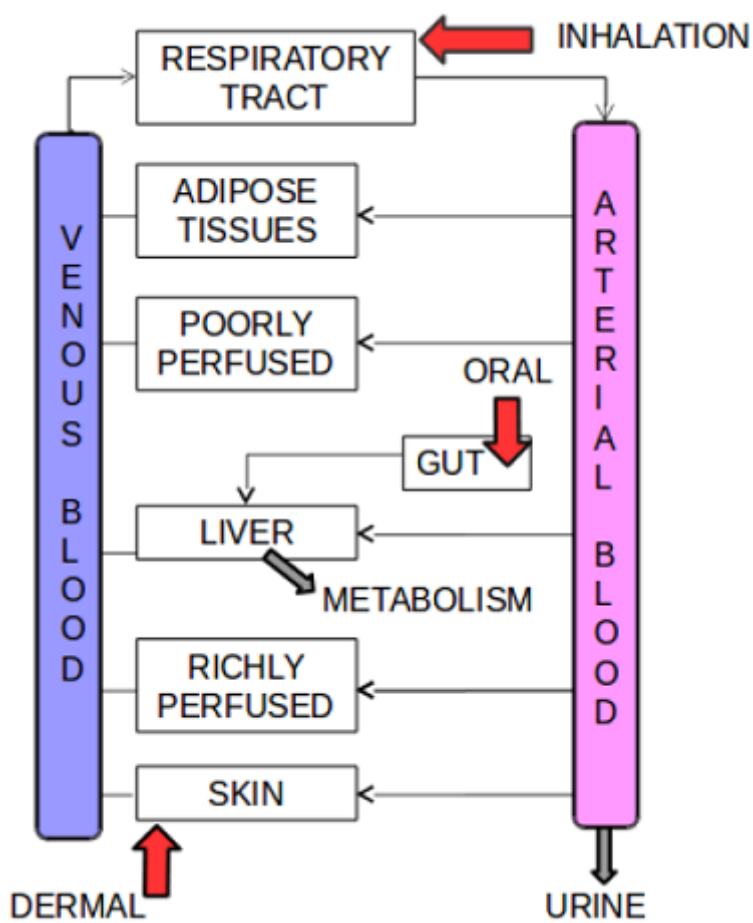 INHALATION
RESPIRATORY
TRACT
ADIPOSE
TISSUES
VENOUS BLOOD
ARTERIAL BLOOD
POORLY
PERFUSED
ORAL
GUT
LIVER
METABOLISM
RICHLY
PERFUSED
SKIN
DERMAL
URINE